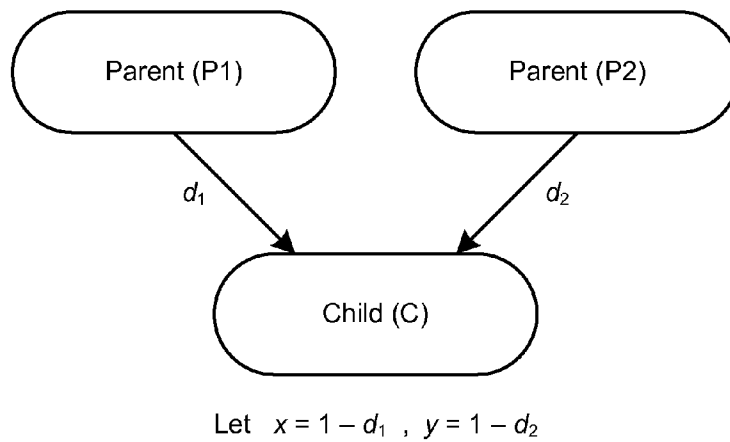 Parent (P1)
Parent (P2)
d₁
d₂
Child (C)
Let x = 1 – d₁ , y = 1 – d₂